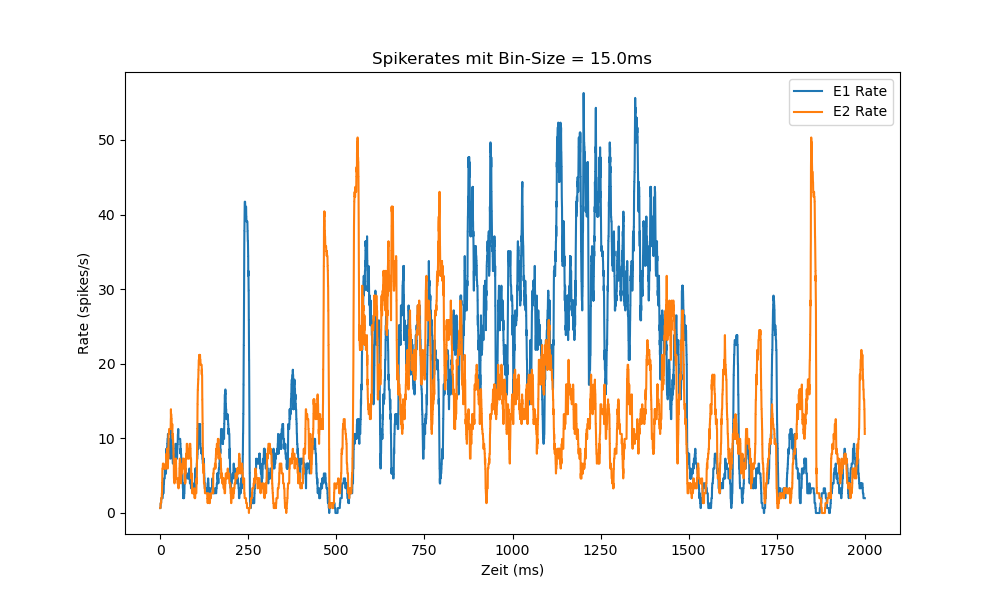 Spikerates mit Bin-Size = 15.0ms
E1 Rate
E2 Rate
Rate (spikes/s)
50
40
30
20
10
0
0 250 500 750 1000 1250 1500 1750 2000
Zeit (ms)